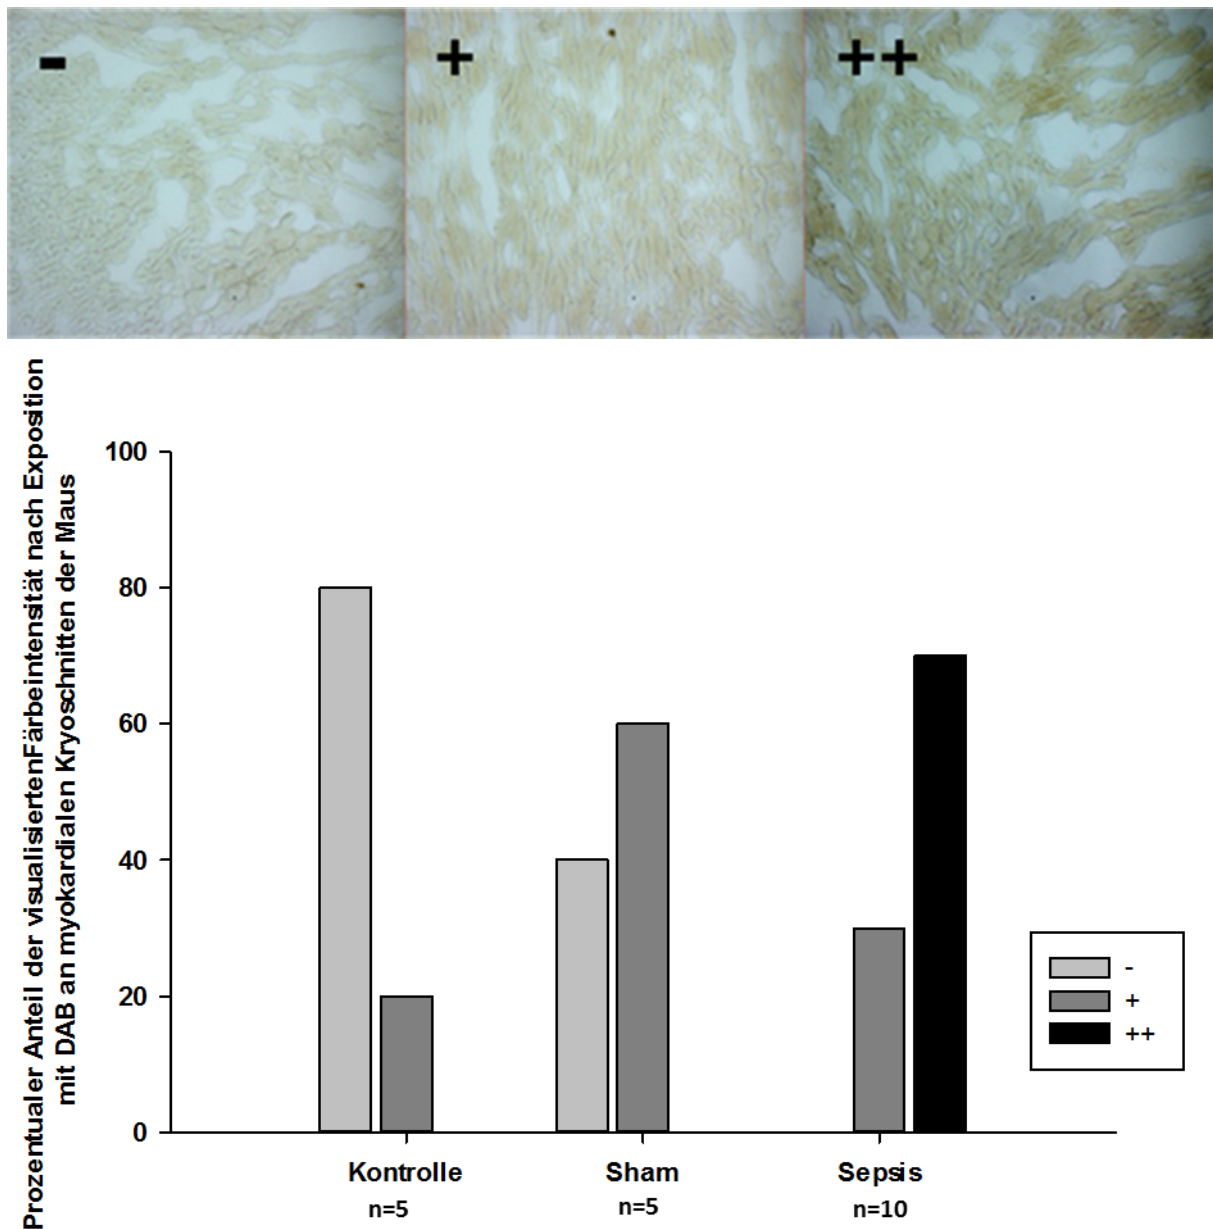 -
+
++
Prozentualer Anteil der visualisiertenFärbeintensität nach Exposition
mit DAB an myokardialen Kryoschnitten der Maus
100
80
60
40
20
0
-
+
++
Kontrolle
Sham
Sepsis
n=5
n=5
n=10